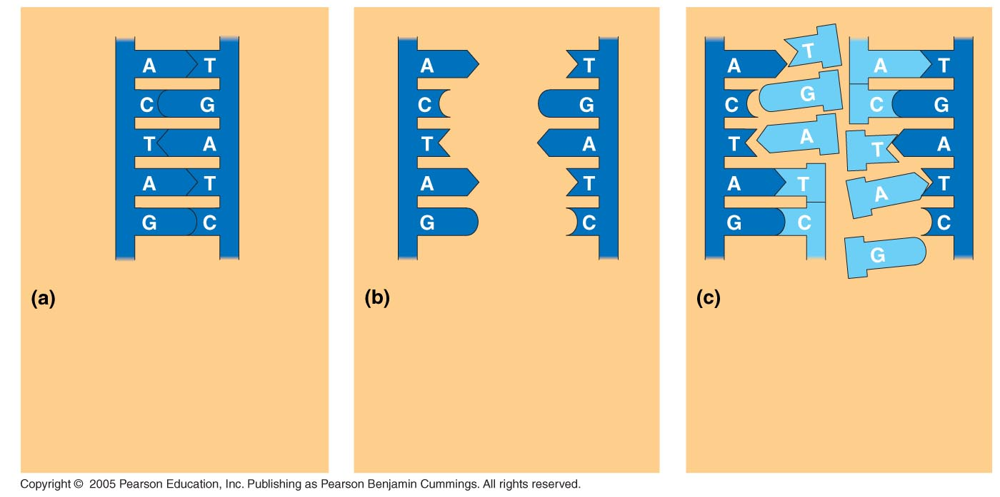 A T
C G
T A
A T
G C
(a)
A T
C G
T A
A T
G C
(b)
A T A T
C G C G
T A T A
A T A T
G C C
G
(c)
Copyright © 2005 Pearson Education, Inc. Publishing as Pearson Benjamin Cummings. All rights reserved.